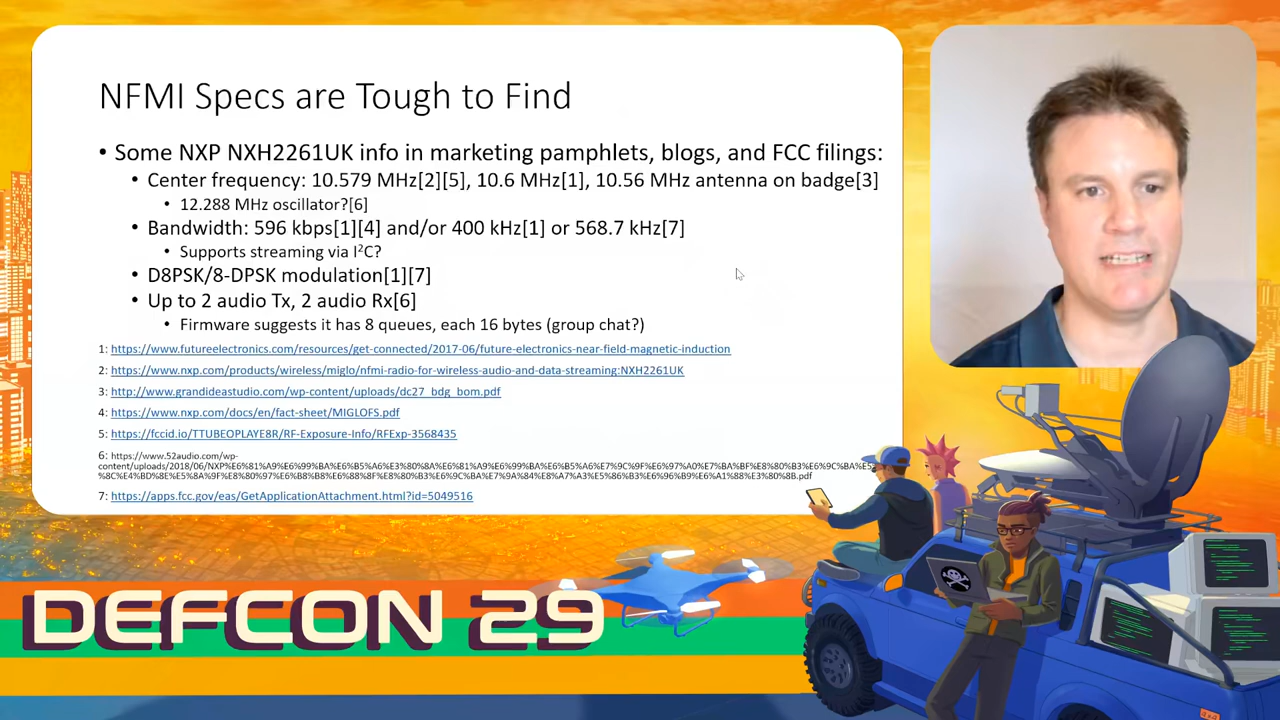 NFMI Specs are Tough to Find
• Some NXP NXH2261UK info in marketing pamphlets, blogs, and FCC filings:
• Center frequency: 10.579 MHz[2][5], 10.6 MHz[1], 10.56 MHz antenna on badge[3]
• 12.288 MHz oscillator?[6]
• Bandwidth: 596 kbps[1][4] and/or 400 kHz[1] or 568.7 kHz[7]
• Supports streaming via I²C?
• D8PSK/8-DPSK modulation[1][7]
• Up to 2 audio Tx, 2 audio Rx[6]
• Firmware suggests it has 8 queues, each 16 bytes (group chat?)
1: https://www.futureelectronics.com/resources/get-connected/2017-06/future-electronics-near-field-magnetic-induction
2: https://www.nxp.com/products/wireless/miglo/nfmi-radio-for-wireless-audio-and-data-streaming:NXH2261UK
3: http://www.grandideastudio.com/wp-content/uploads/dc27_bdg_bom.pdf
4: https://www.nxp.com/docs/en/fact-sheet/MIGLOFS.pdf
5: https://fccid.io/TTUBEOPLAYE8R/RF-Exposure-Info/RFExp-3568435
6: https://www.52audio.com/wp-
7: https://apps.fcc.gov/eas/GetApplicationAttachment.html?id=5049516
DEFCON 29